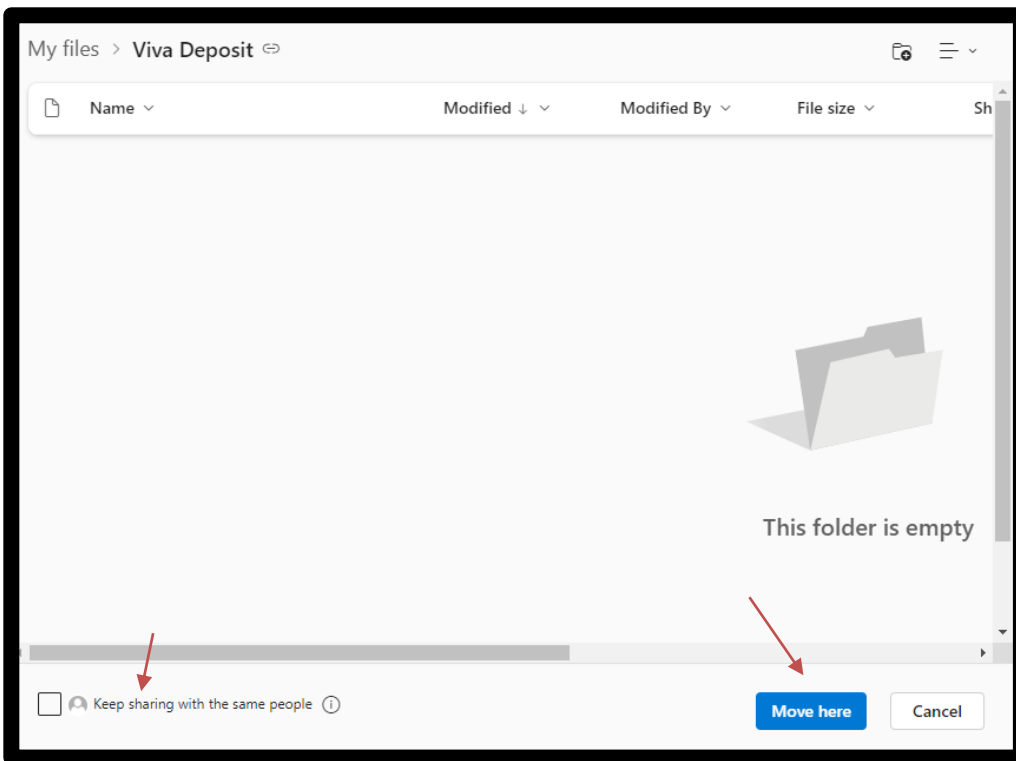 My files > Viva Deposit
Name Modified ↓ Modified By File size Sh
This folder is empty
Keep sharing with the same people
Move here Cancel